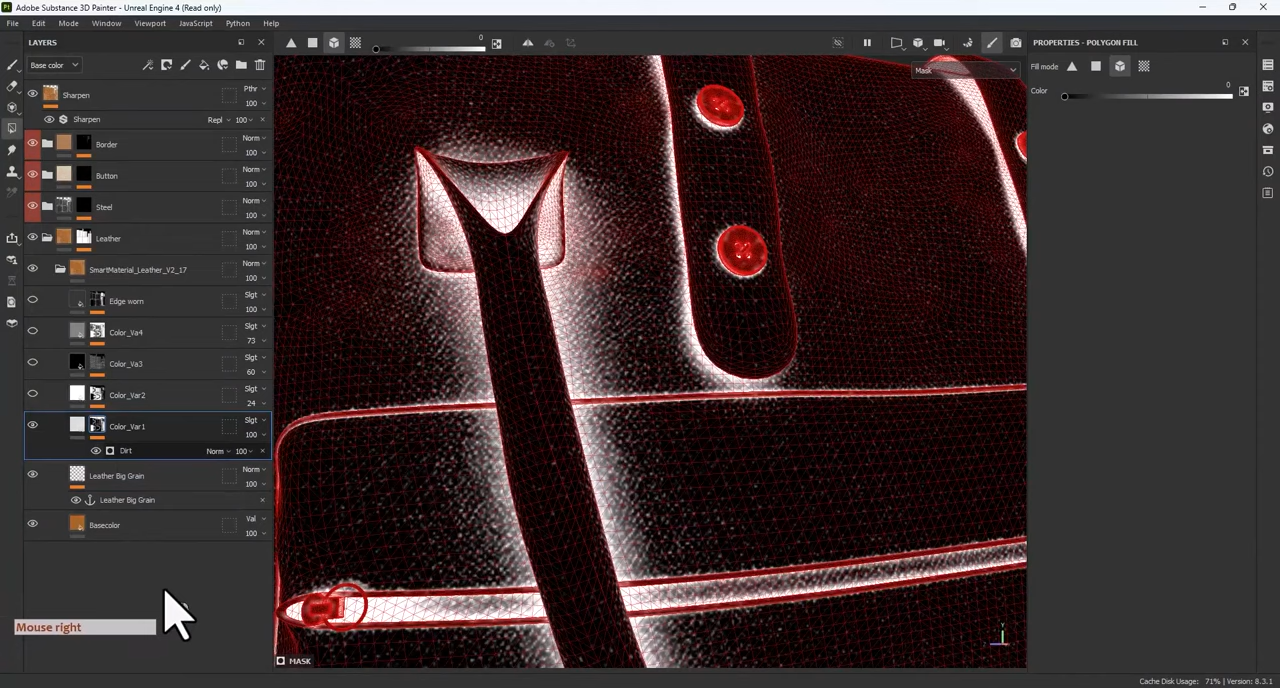 Adobe Substance 3D Painter - Unreal Engine 4 (Read only)
File Edit Mode Window Viewport JavaScript Python Help
LAYERS
Base color
0
Mask
PROPERTIES - POLYGON FILL
Fill mode
Color 0
Sharpen Pthr 100
Sharpen Repl 100
Border Norm 100
Button Norm 100
Steel Norm 100
Leather Norm 100
SmartMaterial_Leather_V2_17 Norm 100
Edge worn Slgt 100
Color_Va4 Slgt 73
Color_Va3 Slgt 60
Color_Var2 Slgt 24
Color_Var1 Slgt 100
Dirt Norm 100
Leather Big Grain Norm 100
Leather Big Grain
Basecolor Val 100
Mouse right
MASK
Y
Cache Disk Usage: 71% | Version: 8.3.1